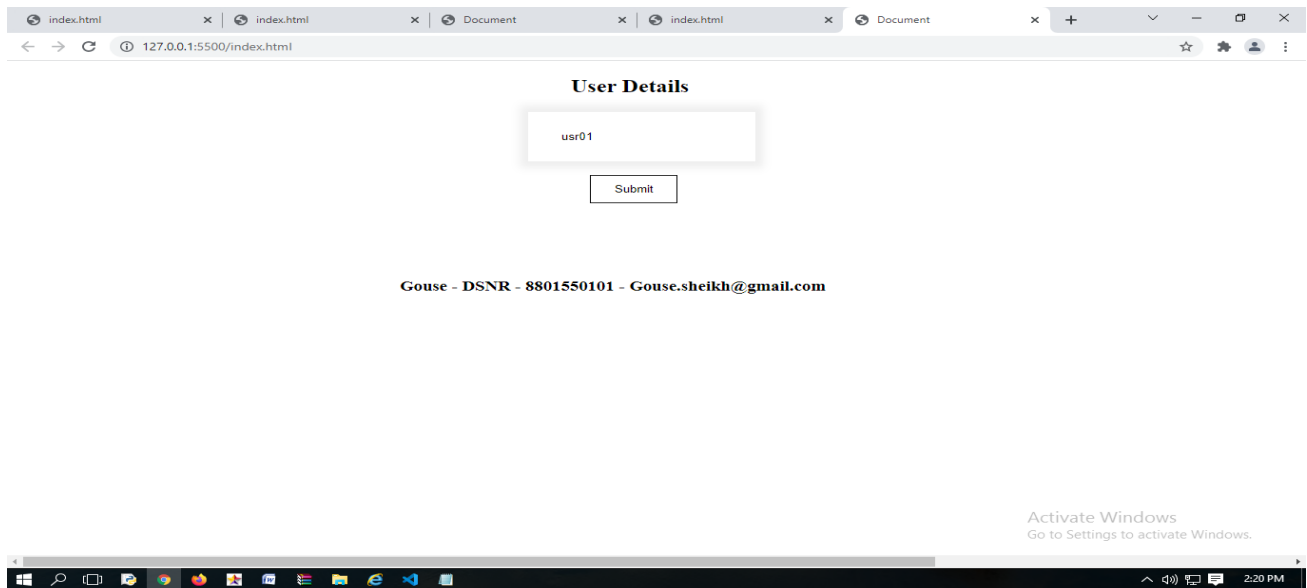 index.html index.html Document index.html Document
127.0.0.1:5500/index.html
User Details
usr01
Submit
Gouse - DSNR - 8801550101 - Gouse.sheikh@gmail.com
Activate Windows
Go to Settings to activate Windows.
2:20 PM